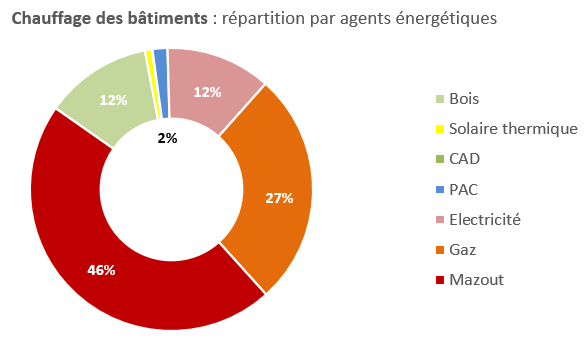 Chauffage des bâtiments : répartition par agents énergétiques
12%
12%
2%
27%
46%
Bois
Solaire thermique
CAD
PAC
Electricité
Gaz
Mazout